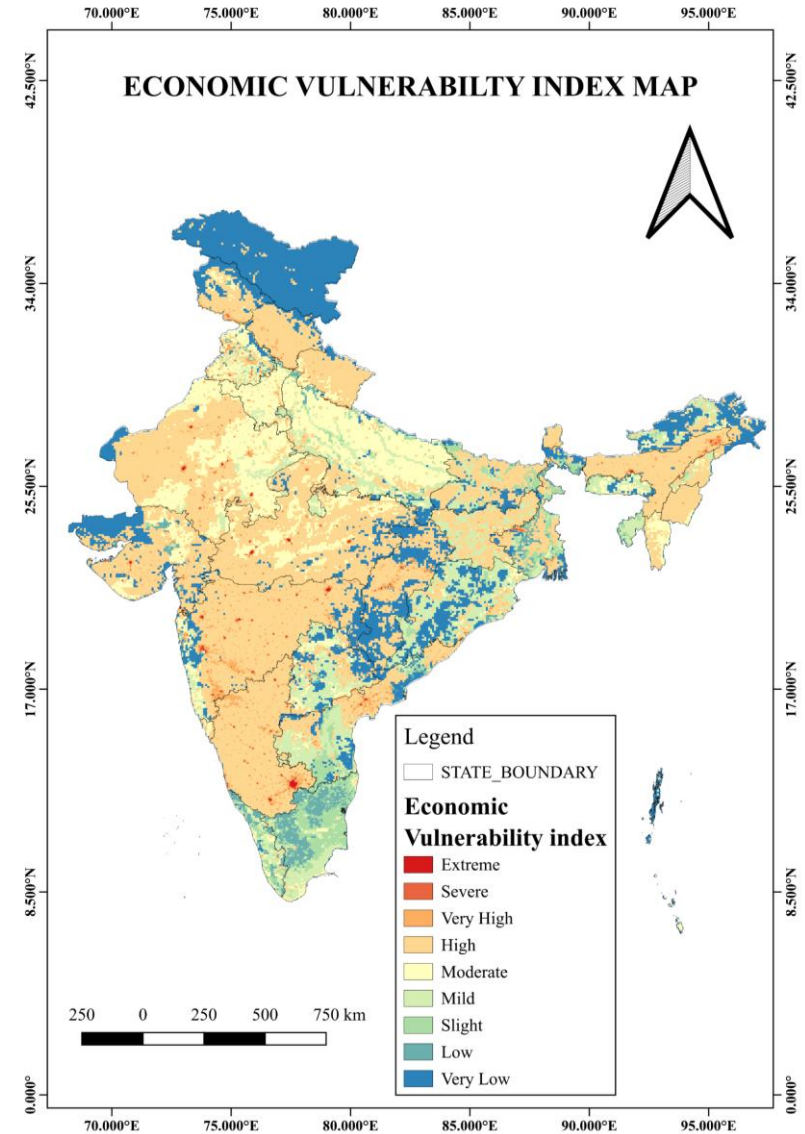 70.000°E 75.000°E 80.000°E 85.000°E 90.000°E 95.000°E
42.500°N
42.500°N
ECONOMIC VULNERABILTY INDEX MAP
34.000°N
34.000°N
25.500°N
25.500°N
17.000°N
17.000°N
Legend
STATE_BOUNDARY
Economic
Vulnerability index
Extreme
Severe
Very High
High
Moderate
Mild
Slight
Low
Very Low
8.500°N
8.500°N
250 0 250 500 750 km
0.000°
0.000°
70.000°E 75.000°E 80.000°E 85.000°E 90.000°E 95.000°E